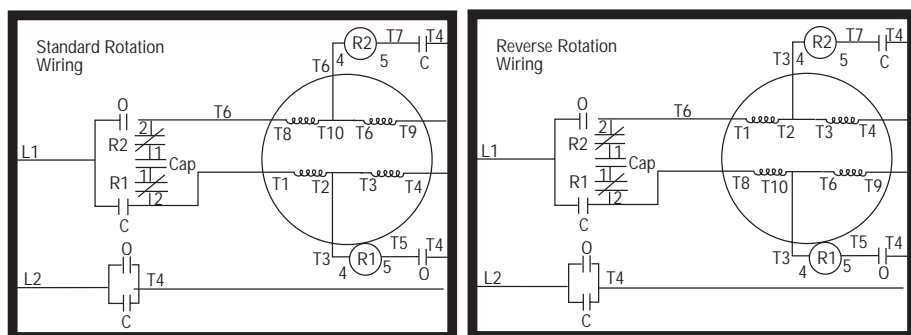 Standard Rotation
Wiring
R2
T7
T4
4
5
C
T6
O
T6
2
T8
T10
T6
T9
R2
1
L1
Cap
R1
1
T1
T2
T3
T4
2
C
T5
T4
T3
R1
4
5
O
O
L2
T4
C
Reverse Rotation
Wiring
R2
T7
T4
4
5
C
T3
O
T6
2
T1
T2
T3
T4
R2
1
L1
Cap
R1
1
T8
T10
T6
T9
2
C
T5
T4
T3
R1
4
5
O
O
L2
T4
C